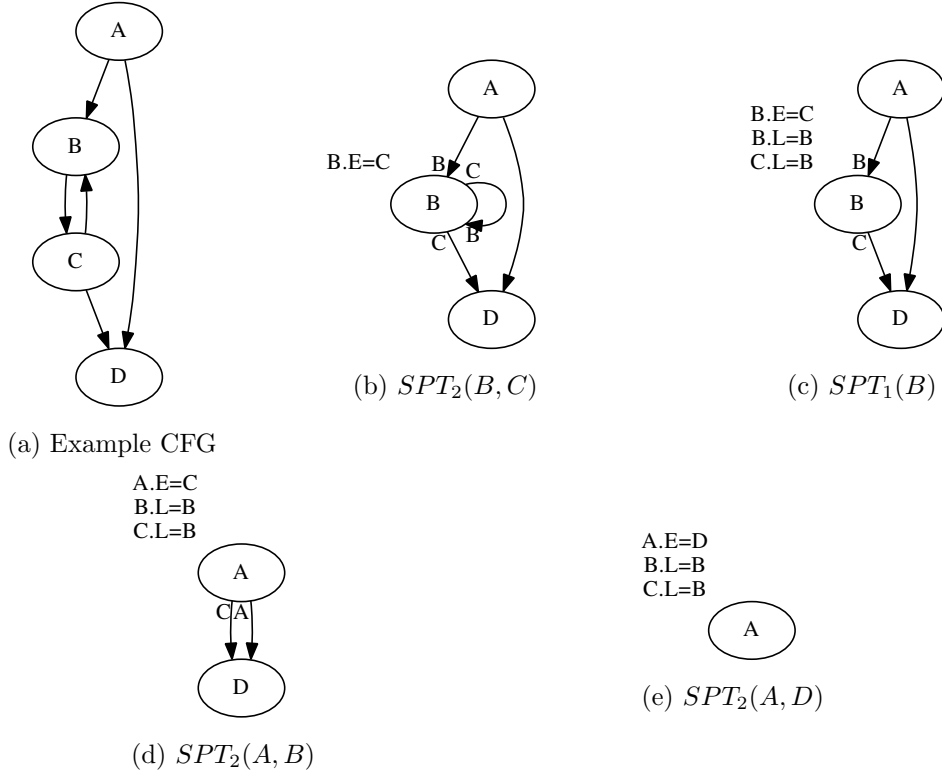 A
B
C
D
(a) Example CFG
B.E=C
A
B
C
B
C
B
D
(b) SPT₂(B, C)
B.E=C
B.L=B
C.L=B
A
B
B
C
D
(c) SPT₁(B)
A.E=C
B.L=B
C.L=B
A
C A
D
(d) SPT₂(A, B)
A.E=D
B.L=B
C.L=B
A
(e) SPT₂(A, D)